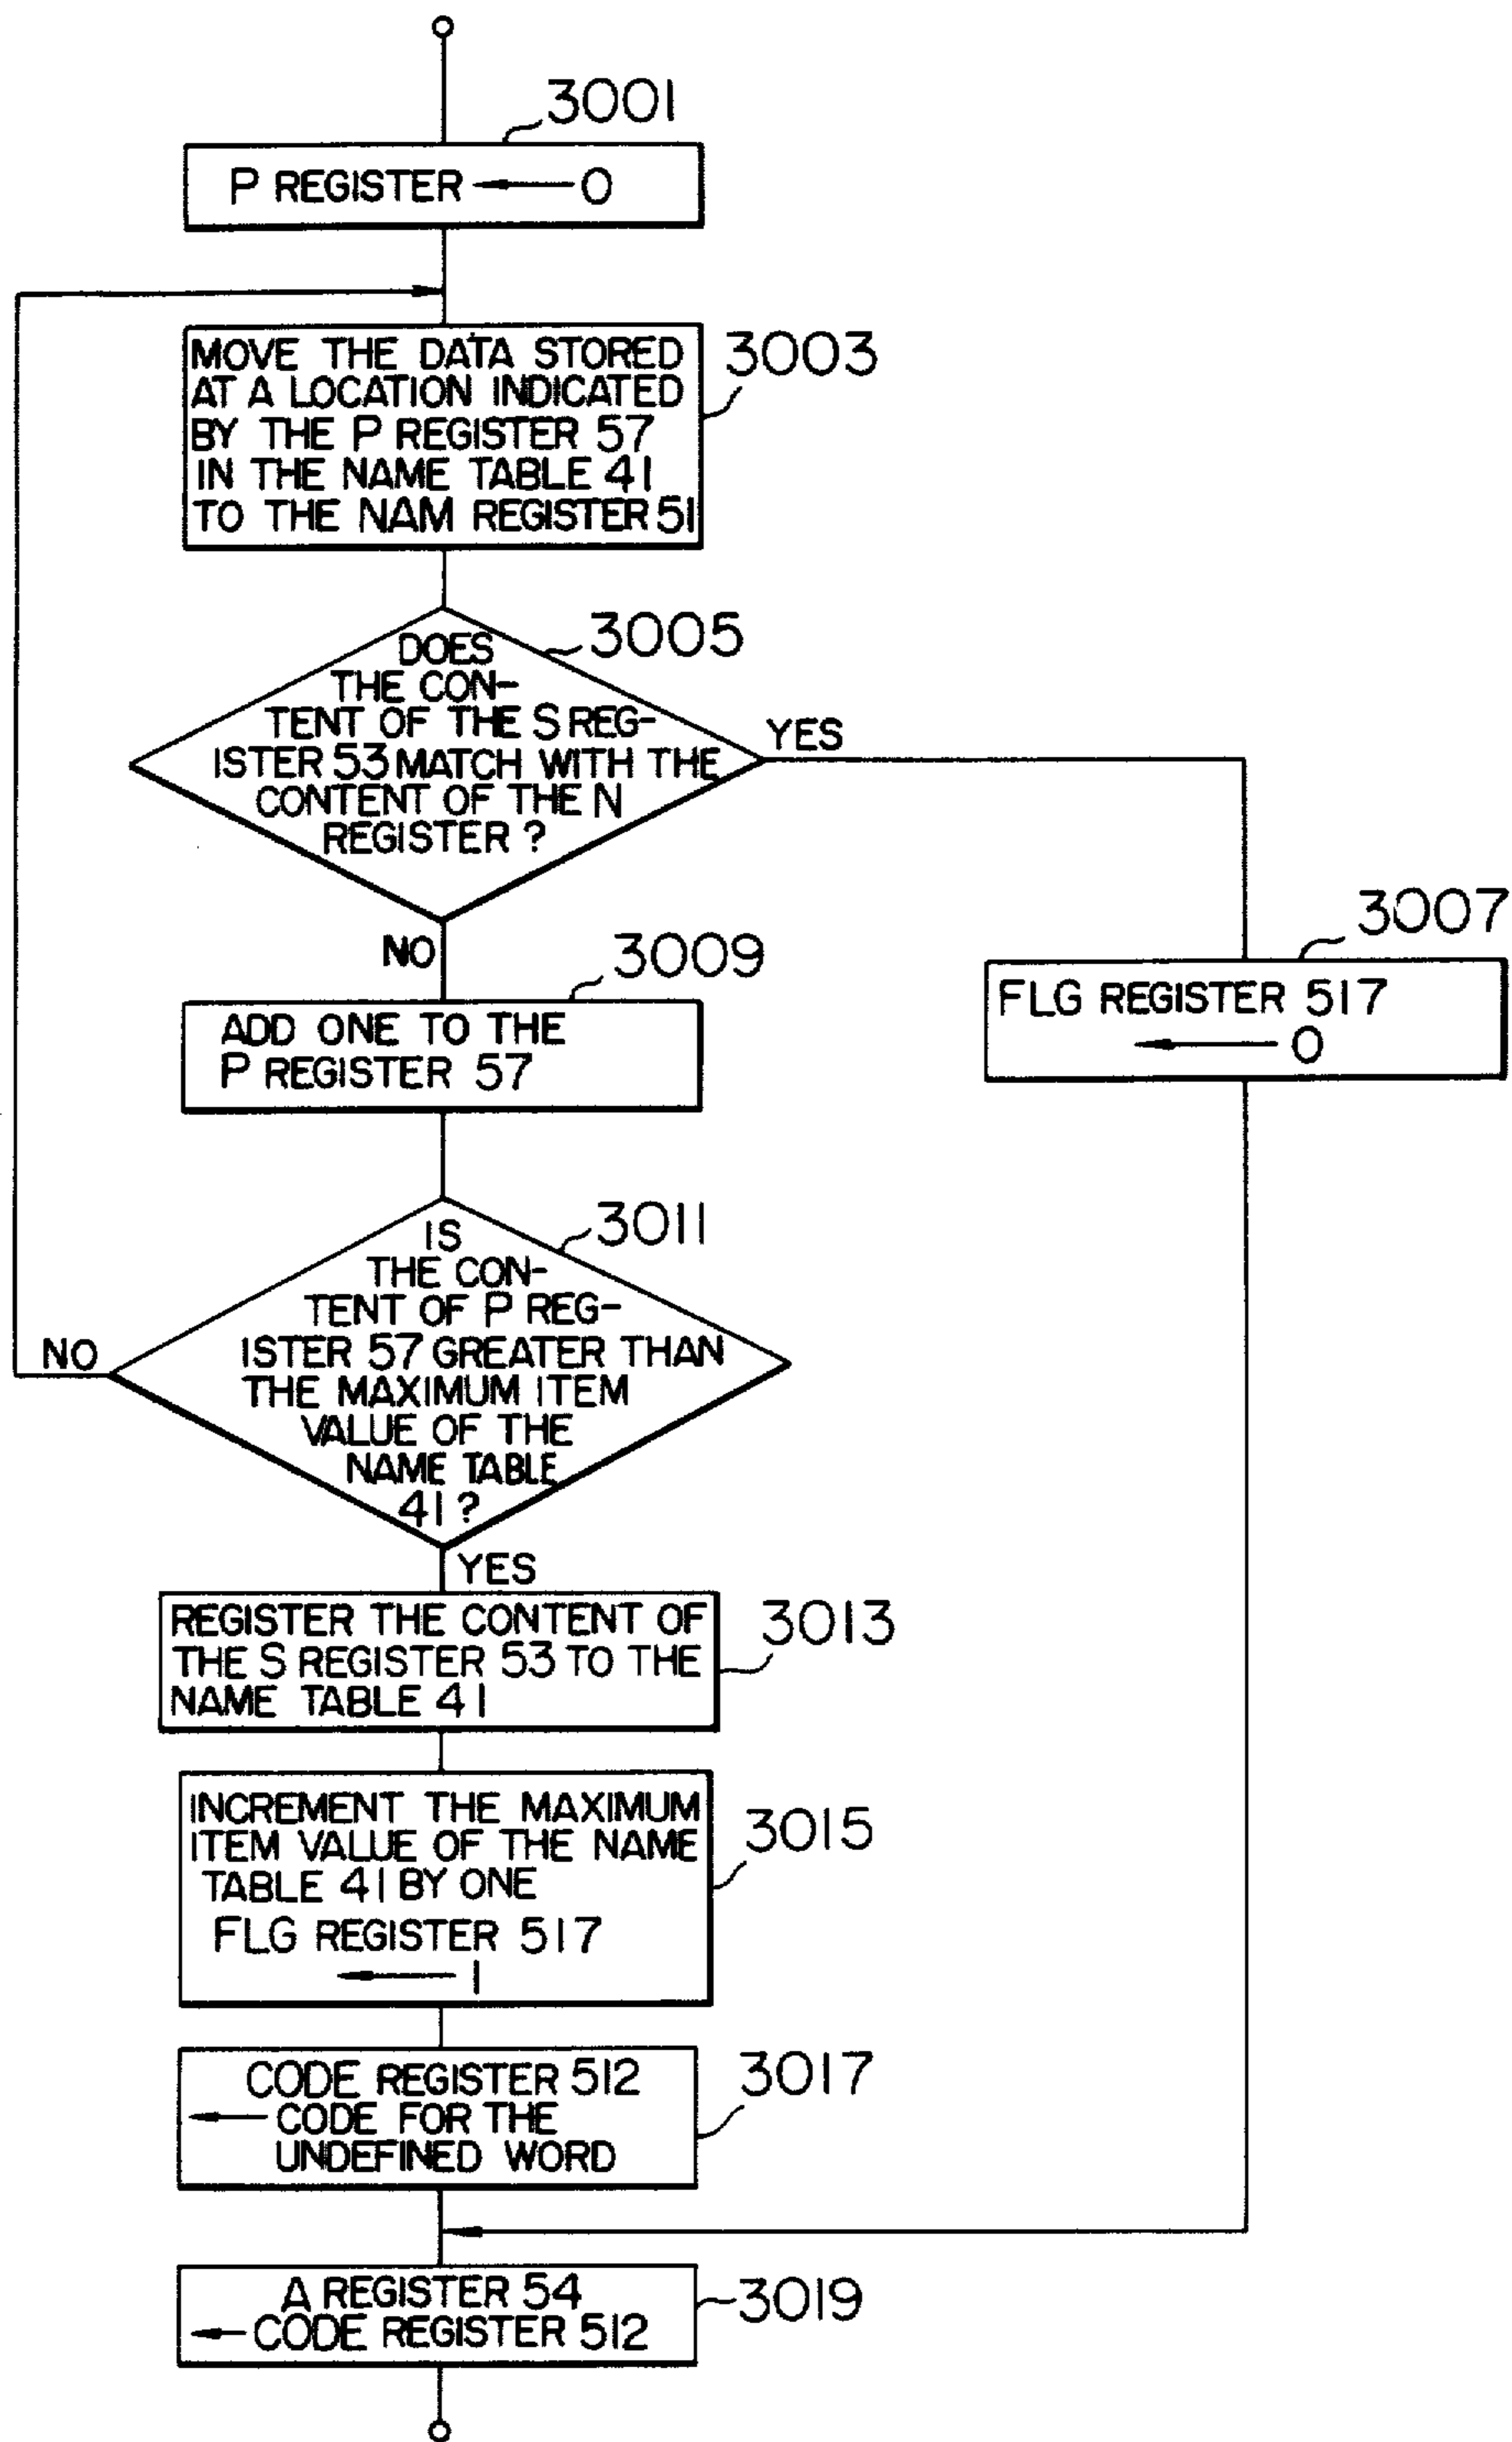 3001
P REGISTER ← 0
3003
MOVE THE DATA STORED
AT A LOCATION INDICATED
BY THE P REGISTER 57
IN THE NAME TABLE 41
TO THE NAM REGISTER 51
3005
DOES
THE CON-
TENT OF THE S REG-
ISTER 53 MATCH WITH THE
CONTENT OF THE N
REGISTER ?
YES
NO
3007
FLG REGISTER 517
← 0
3009
ADD ONE TO THE
P REGISTER 57
3011
IS
THE CON-
TENT OF P REG-
ISTER 57 GREATER THAN
THE MAXIMUM ITEM
VALUE OF THE
NAME TABLE
41 ?
NO
YES
3013
REGISTER THE CONTENT OF
THE S REGISTER 53 TO THE
NAME TABLE 41
3015
INCREMENT THE MAXIMUM
ITEM VALUE OF THE NAME
TABLE 41 BY ONE
FLG REGISTER 517
← 1
3017
CODE REGISTER 512
← CODE FOR THE
UNDEFINED WORD
3019
A REGISTER 54
← CODE REGISTER 512